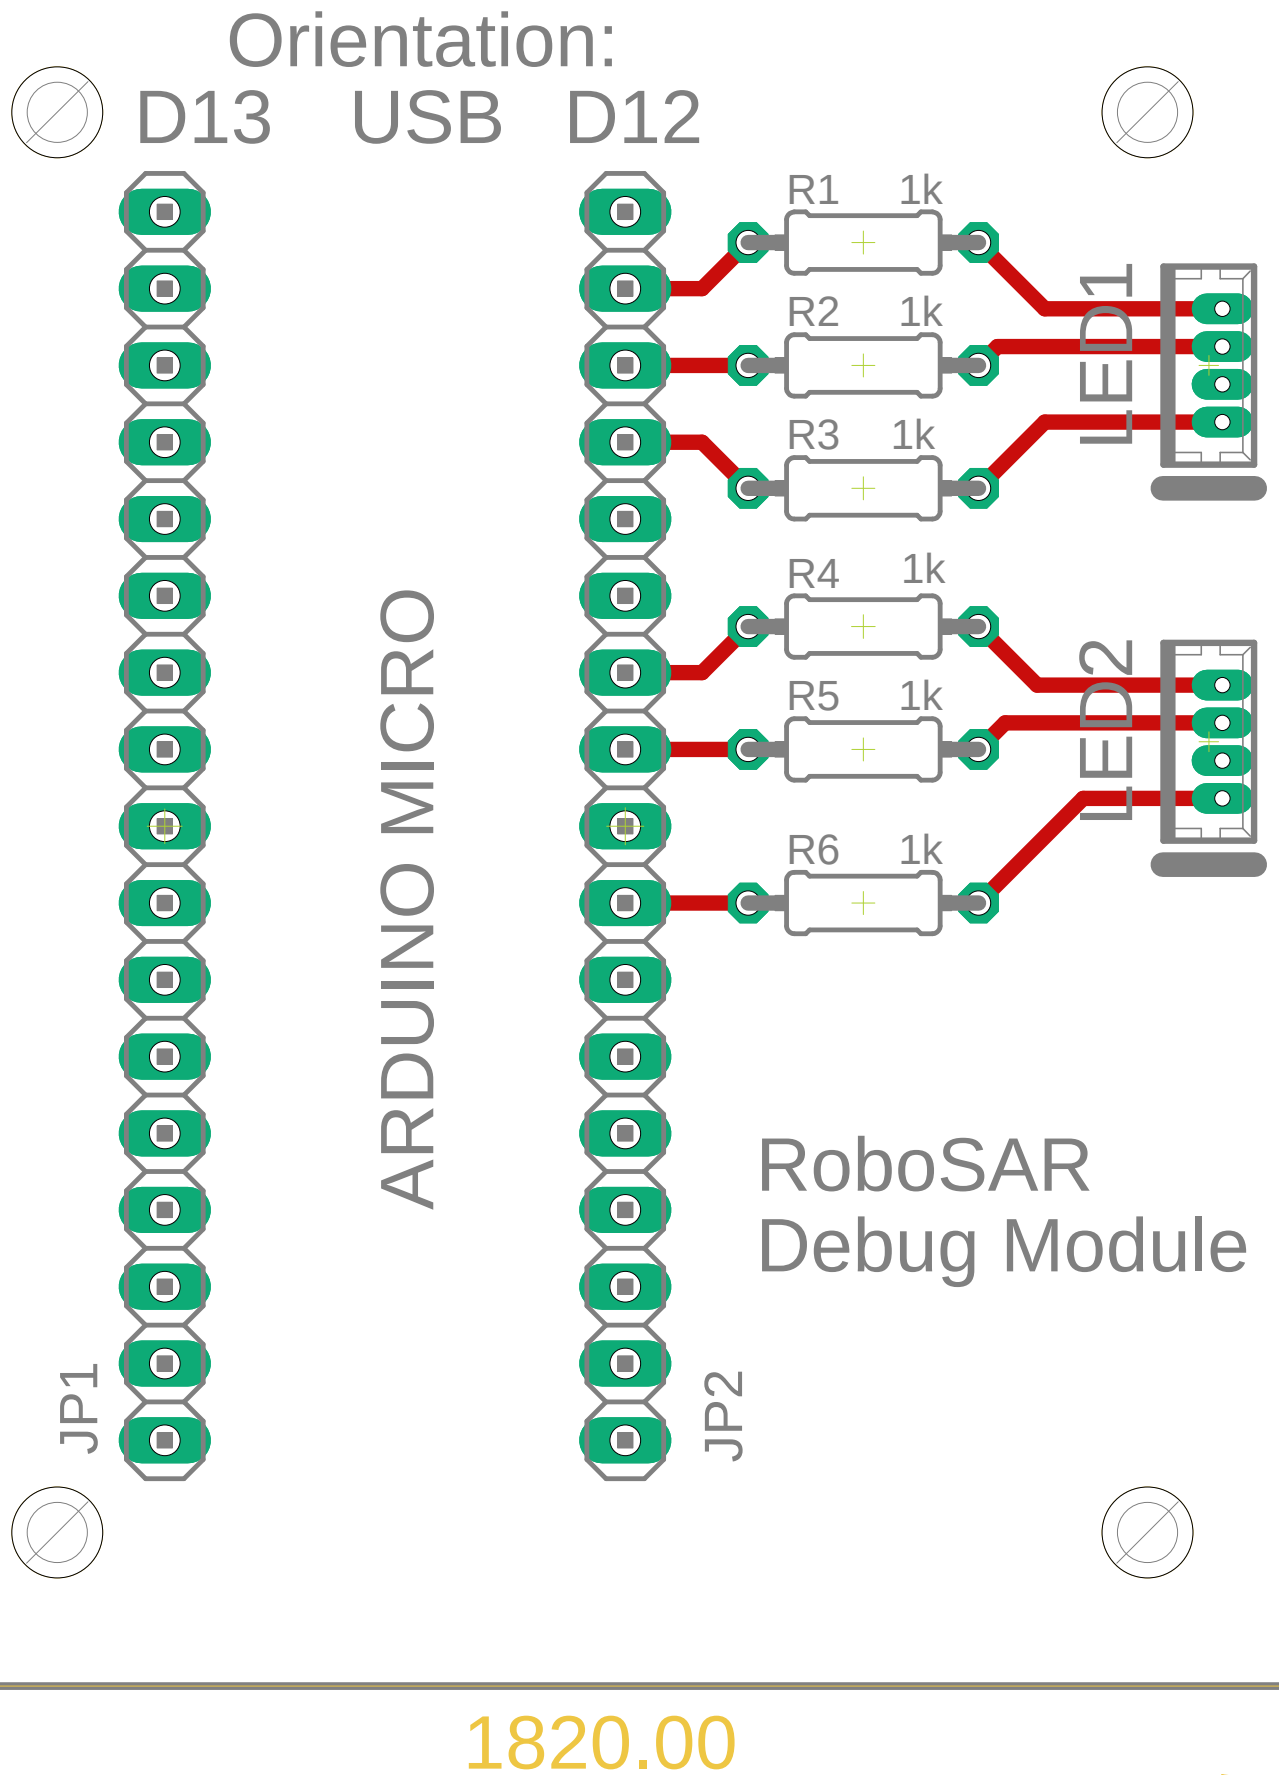 Orientation:
D13 USB D12
R1 1k
R2 1k
R3 1k
LED1
R4 1k
R5 1k
R6 1k
LED2
ARDUINO MICRO
RoboSAR
Debug Module
JP1
JP2
1820.00